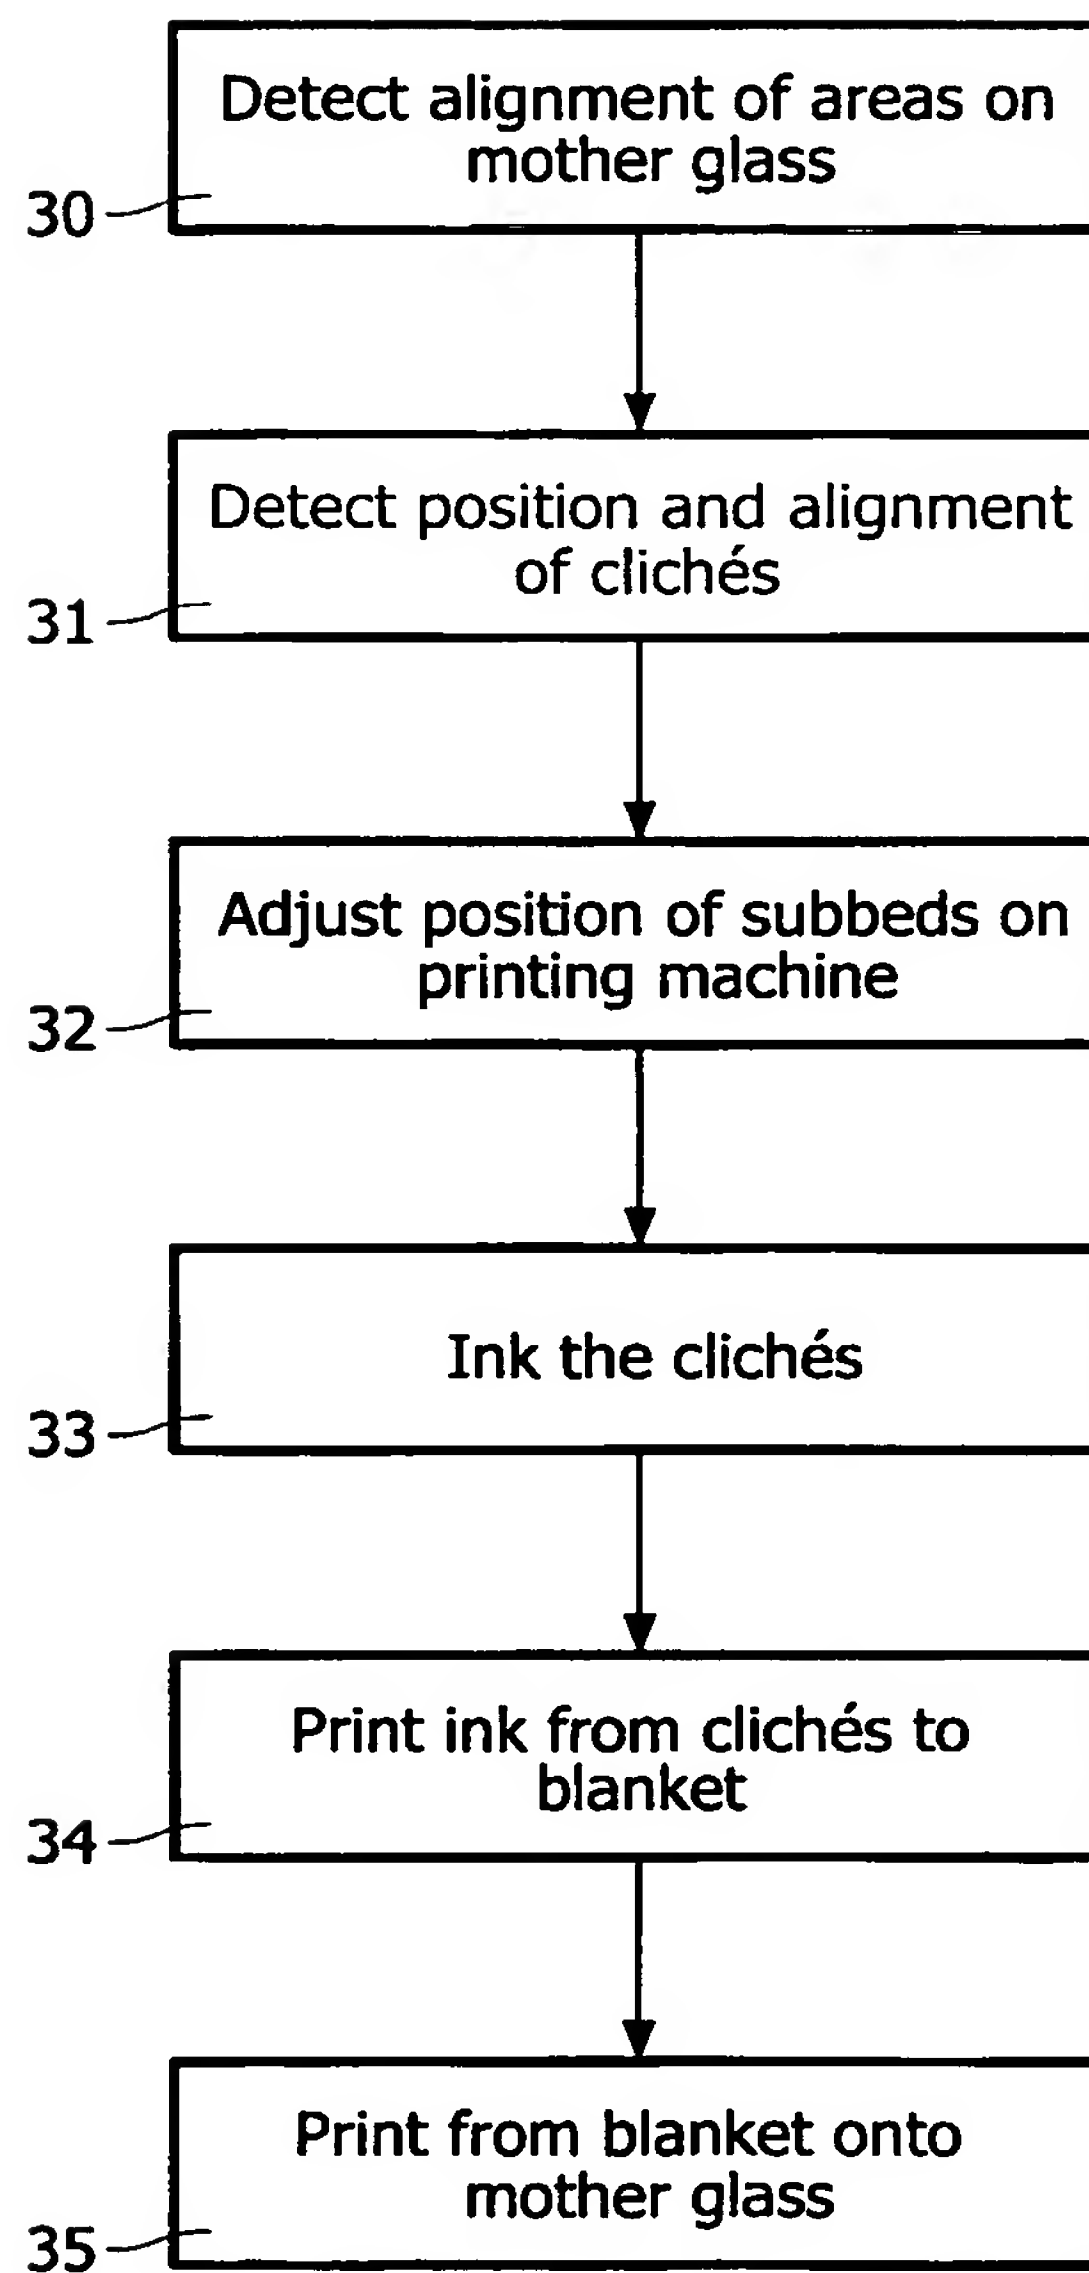 Detect alignment of areas on
mother glass
30
Detect position and alignment
of clichés
31
Adjust position of subbeds on
printing machine
32
Ink the clichés
33
Print ink from clichés to
blanket
34
Print from blanket onto
mother glass
35